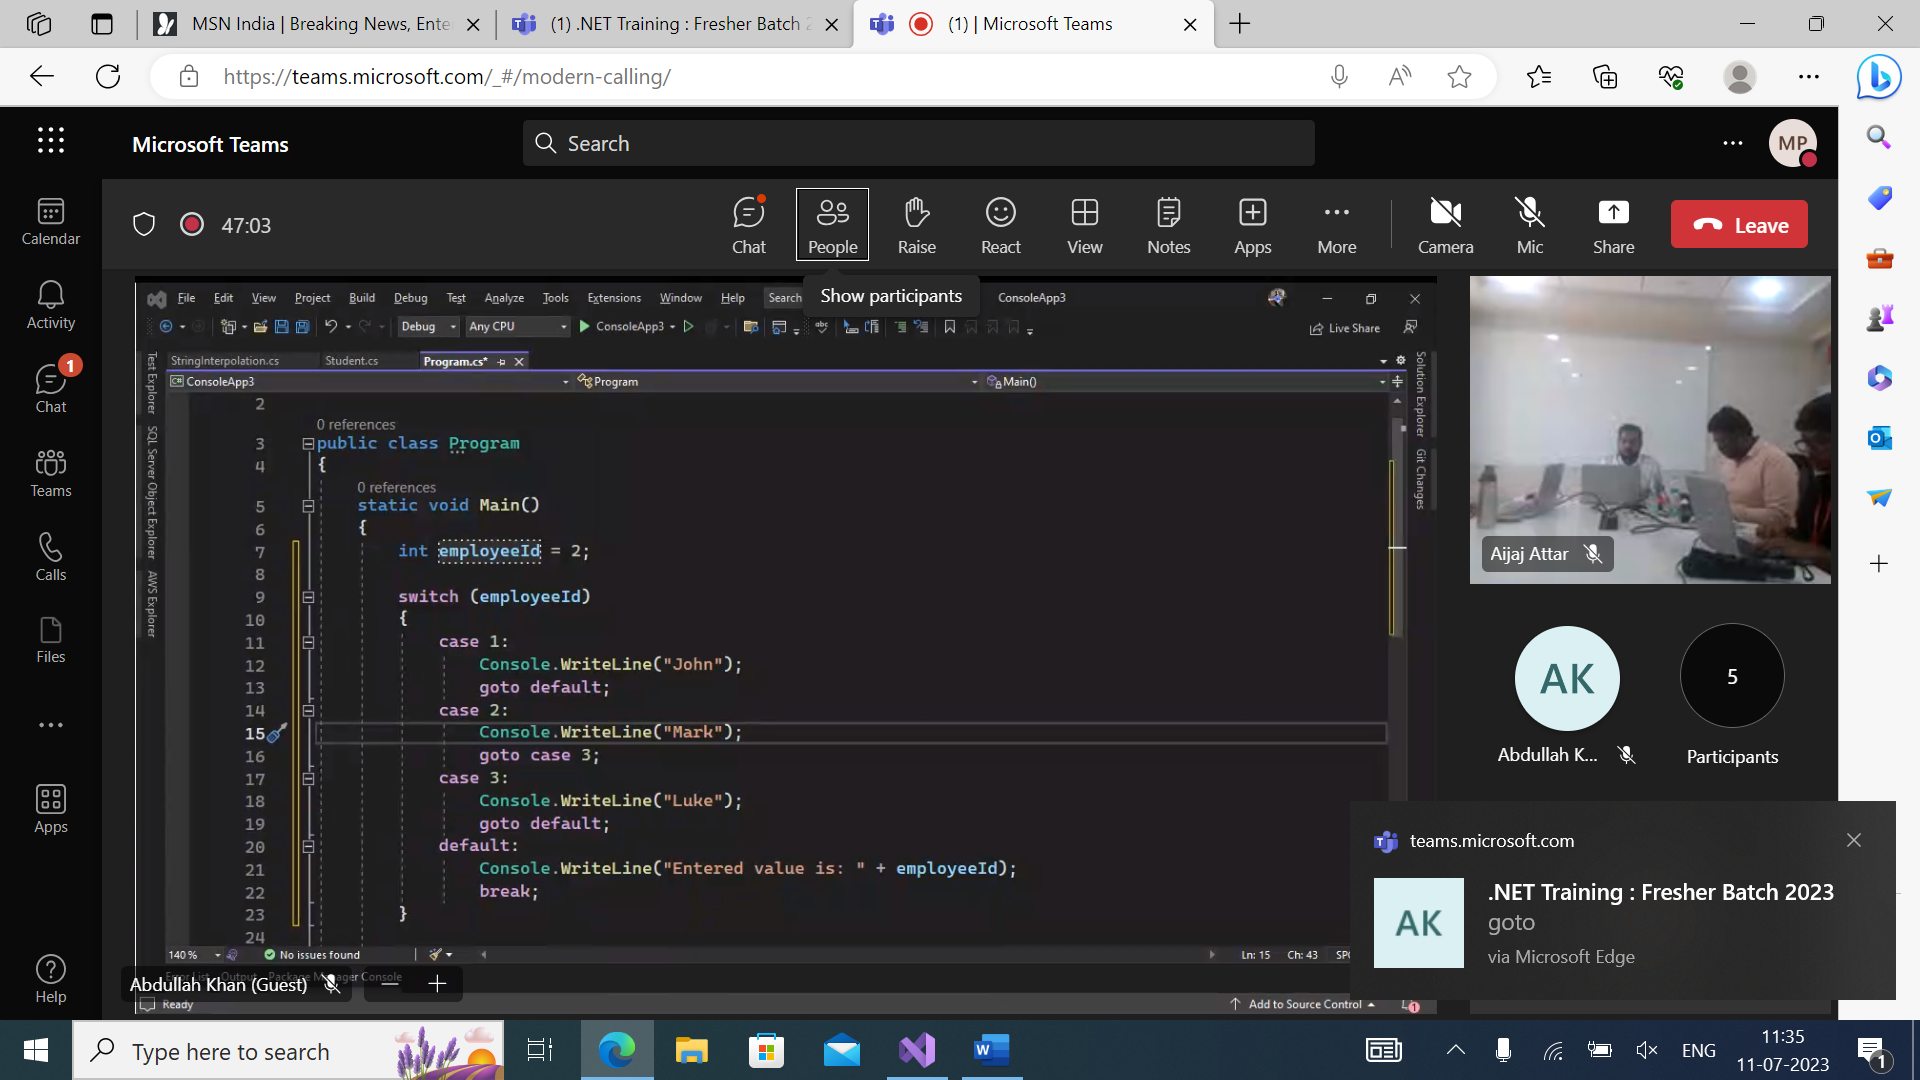 MSN India | Breaking News, Ente
(1) .NET Training : Fresher Batch 2
(1) | Microsoft Teams
https://teams.microsoft.com/_#/modern-calling/
Microsoft Teams
Search
MP
47:03
Chat
People
Raise
React
View
Notes
Apps
More
Camera
Mic
Share
Leave
Show participants
Calendar
Activity
1
Chat
Teams
Calls
Files
Apps
Help
File Edit View Project Build Debug Test Analyze Tools Extensions Window Help Search ConsoleApp3
Debug Any CPU ConsoleApp3 Live Share
StringInterpolation.cs Student.cs Program.cs*
ConsoleApp3 Program Main()
Test Explorer
SQL Server Object Explorer
AWS Explorer
Solution Explorer
Git Changes
2
0 references
3 public class Program
4 {
0 references
5 static void Main()
6 {
7 int employeeId = 2;
8
9 switch (employeeId)
10 {
11 case 1:
12 Console.WriteLine("John");
13 goto default;
14 case 2:
15 Console.WriteLine("Mark");
16 goto case 3;
17 case 3:
18 Console.WriteLine("Luke");
19 goto default;
20 default:
21 Console.WriteLine("Entered value is: " + employeeId);
22 break;
23 }
24
140 % No issues found Ln: 15 Ch: 43 SPC
Error List Output Package Manager Console
Abdullah Khan (Guest)
Ready Add to Source Control 1
Aijaj Attar
AK
Abdullah K...
5
Participants
teams.microsoft.com
AK
.NET Training : Fresher Batch 2023
goto
via Microsoft Edge
Type here to search
ENG
11:35
11-07-2023
1